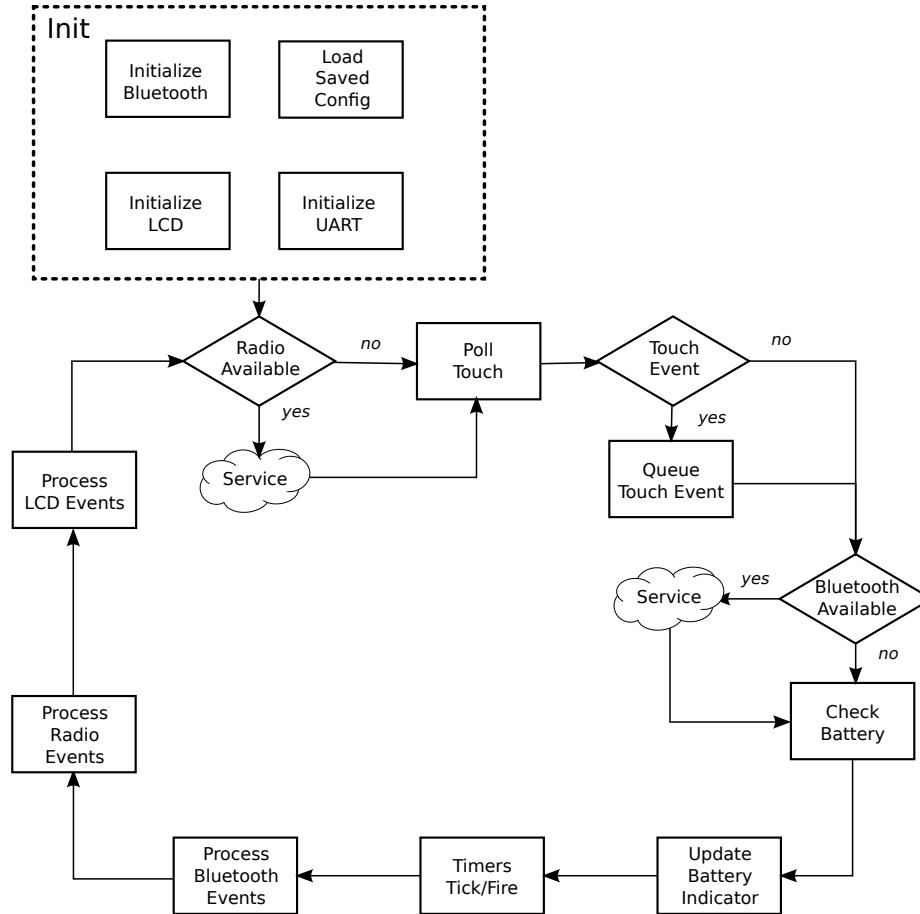 Init
Initialize
Bluetooth
Load
Saved
Config
Initialize
LCD
Initialize
UART
Radio
Available
no
yes
Poll
Touch
Touch
Event
no
yes
Service
Process
LCD Events
Queue
Touch Event
Bluetooth
Available
yes
no
Service
Check
Battery
Process
Radio
Events
Process
Bluetooth
Events
Timers
Tick/Fire
Update
Battery
Indicator